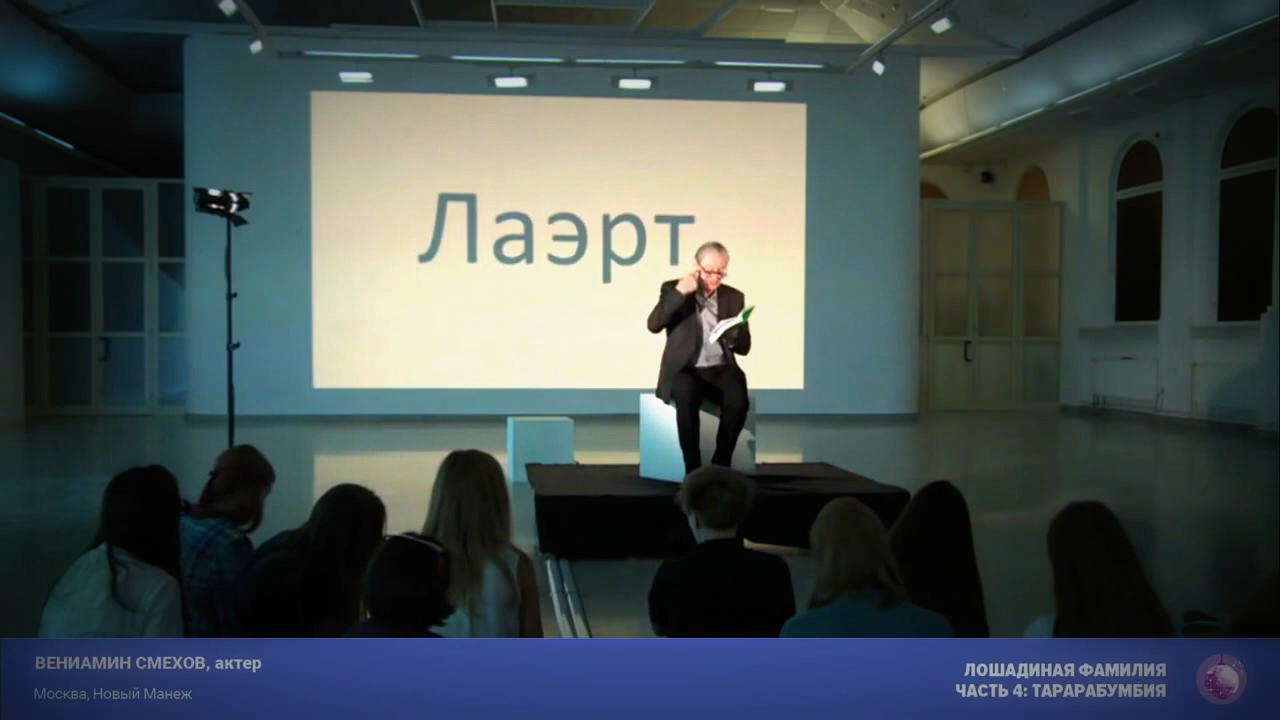 Лаэрт
ВЕНИАМИН СМЕХОВ, актер
Москва, Новый Манеж
ЛОШАДИНАЯ ФАМИЛИЯ
ЧАСТЬ 4: ТАРАРАБУМБИЯ